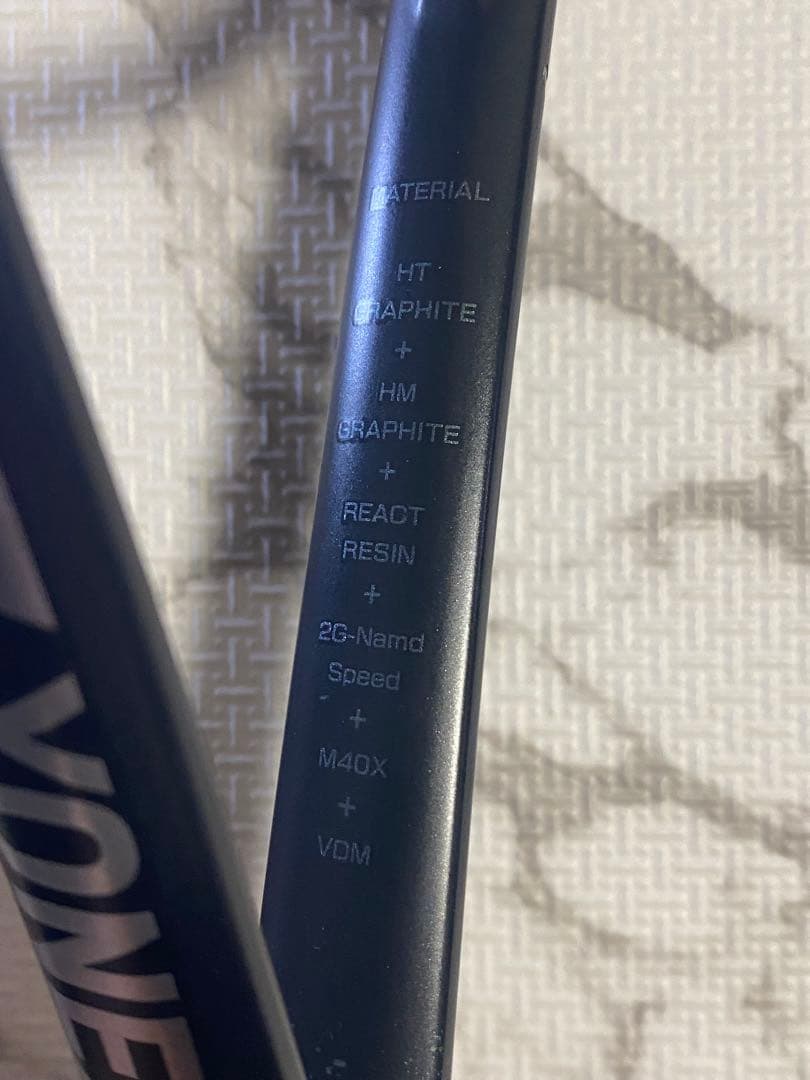 MATERIAL
HT
GRAPHITE
+
HM
GRAPHITE
+
REACT
RESIN
+
2G-Namd
Speed
+
M40X
+
VDM
YONE